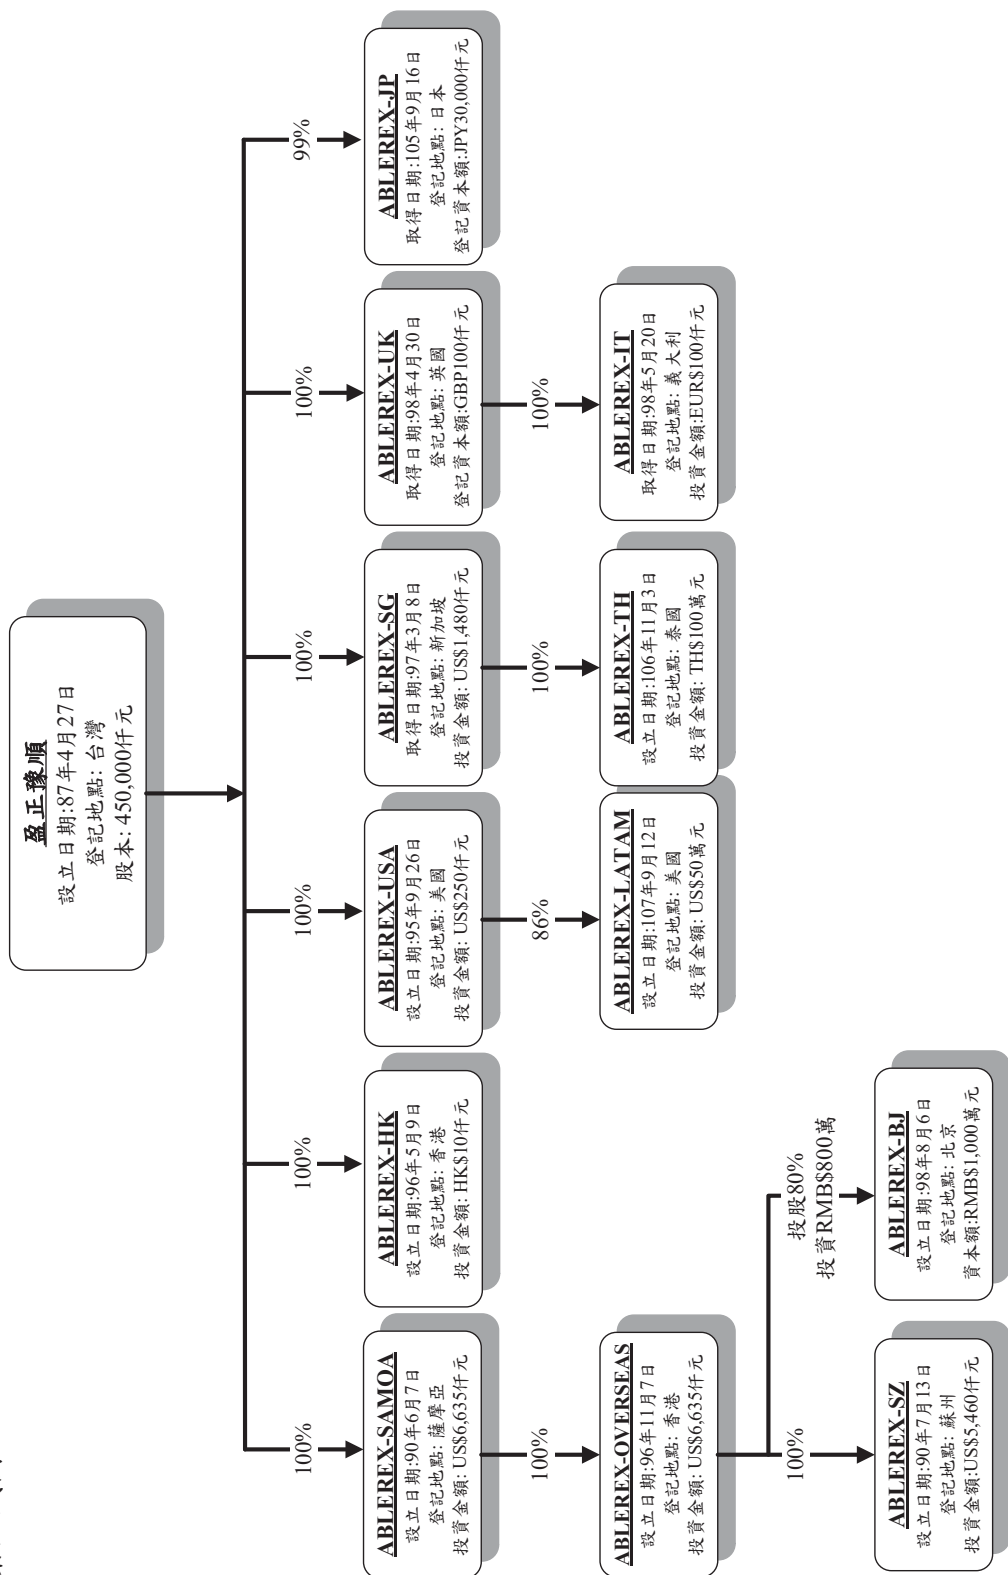 盈正豫順
設立日期:87年4月27日
登記地點: 台灣
股本: 450,000仟元
100%
100%
100%
100%
100%
99%
ABLEREX-SAMOA
設立日期:90年6月7日
登記地點: 薩摩亞
投資金額: US$6,635仟元
ABLEREX-HK
設立日期:96年5月9日
登記地點: 香港
投資金額: HK$10仟元
ABLEREX-USA
設立日期:95年9月26日
登記地點: 美國
投資金額: US$250仟元
ABLEREX-SG
取得日期:97年3月8日
登記地點: 新加坡
投資金額: US$1,480仟元
ABLEREX-UK
取得日期:98年4月30日
登記地點: 英國
登記資本額:GBP100仟元
ABLEREX-JP
取得日期:105年9月16日
登記地點: 日本
登記資本額:JPY30,000仟元
100%
86%
100%
100%
ABLEREX-OVERSEAS
設立日期:96年11月7日
登記地點: 香港
投資金額: US$6,635仟元
ABLEREX-LATAM
設立日期:107年9月12日
登記地點: 美國
投資金額: US$50萬元
ABLEREX-TH
設立日期:106年11月3日
登記地點: 泰國
投資金額: TH$100萬元
ABLEREX-IT
取得日期:98年5月20日
登記地點: 義大利
投資金額:EUR$100仟元
100%
投股80%
投資RMB$800萬
ABLEREX-SZ
設立日期:90年7月13日
登記地點: 蘇州
投資金額:US$5,460仟元
ABLEREX-BJ
設立日期:98年8月6日
登記地點: 北京
資本額:RMB$1,000萬元